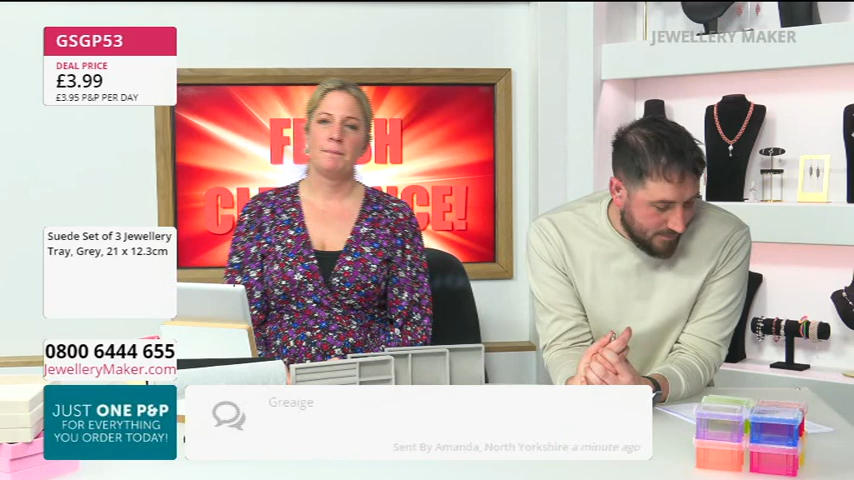 GSGP53
DEAL PRICE
£3.99
£3.95 P&P PER DAY
JEWELLERY MAKER
Suede Set of 3 Jewellery
Tray, Grey, 21 x 12.3cm
0800 6444 655
JewelleryMaker.com
JUST ONE P&P
FOR EVERYTHING
YOU ORDER TODAY!
Greaige
Sent By Amanda, North Yorkshire a minute ago